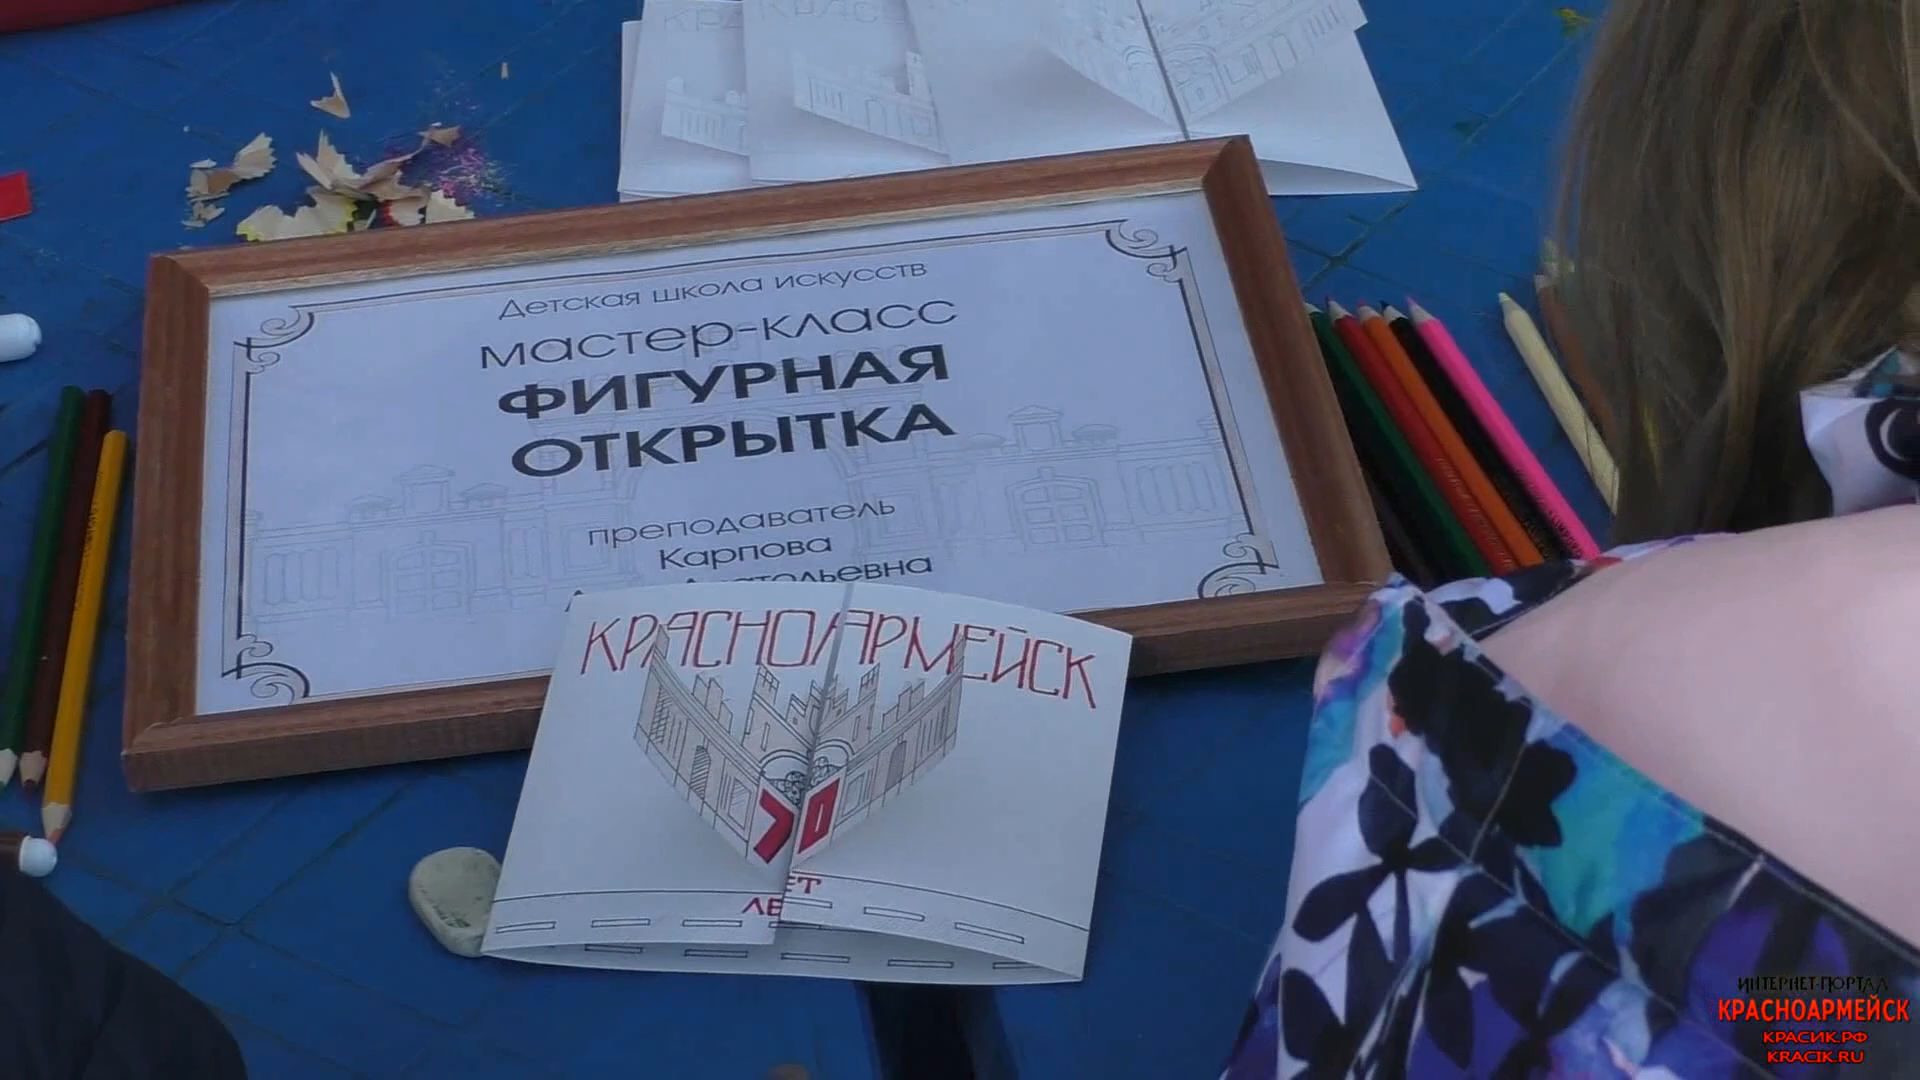 Детская школа искусств
мастер-класс
ФИГУРНАЯ
ОТКРЫТКА
преподаватель
Карпова
КРАСНОАРМЕЙСК
70
ЛЕТ
ИНТЕРНЕТ-ПОРТАЛ
КРАСНОАРМЕЙСК
КРАСИК.РФ
KRACIK.RU